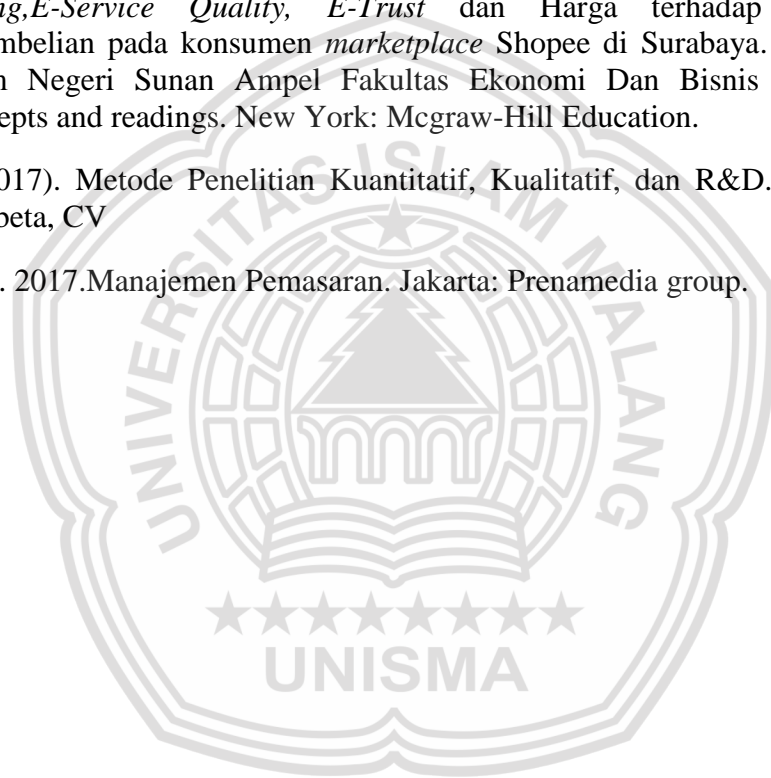 ng,E-Service Quality, E-Trust dan Harga terhadap
mbelian pada konsumen marketplace Shopee di Surabaya.
n Negeri Sunan Ampel Fakultas Ekonomi Dan Bisnis
epts and readings. New York: Mcgraw-Hill Education.
017). Metode Penelitian Kuantitatif, Kualitatif, dan R&D.
beta, CV
. 2017.Manajemen Pemasaran. Jakarta: Prenamedia group.
UNIVERSITAS ISLAM MALANG
UNISMA